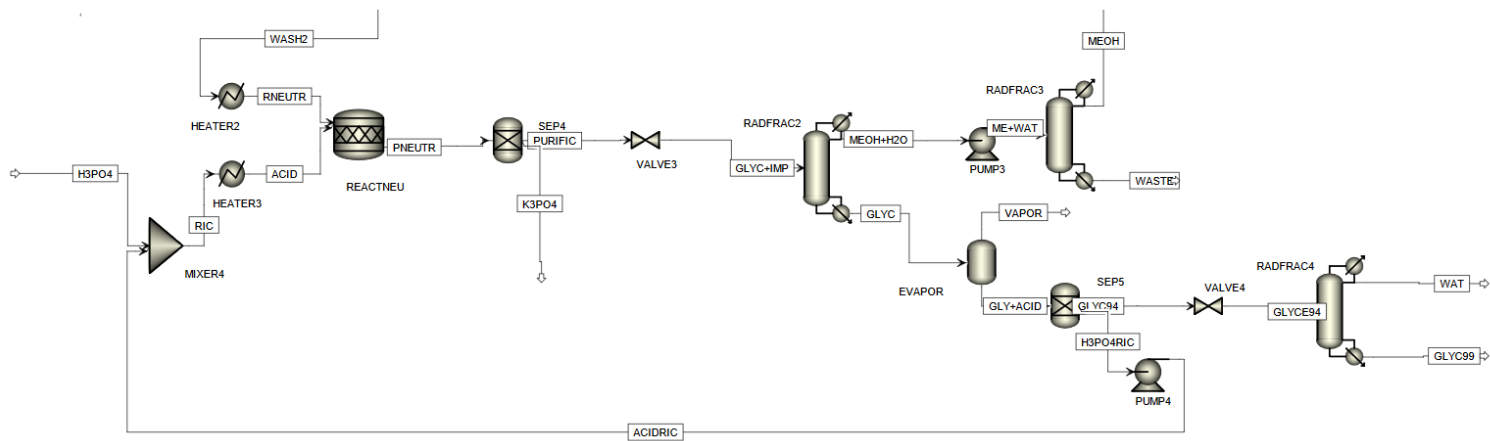 WASH2
MEOH
RNEUTR
HEATER2
RADFRAC3
SEP4
PURIFIC
RADFRAC2
MEOH+H2O
ME+WAT
PNEUTR
VALVE3
PUMP3
REACTNEU
H3PO4
ACID
GLYC+IMP
WASTE
HEATER3
K3PO4
GLYC
VAPOR
RIC
MIXER4
EVAPOR
SEP5
RADFRAC4
VALVE4
WAT
GLY+ACID
GLYC94
GLYCE94
H3PO4RIC
GLYC99
PUMP4
ACIDRIC